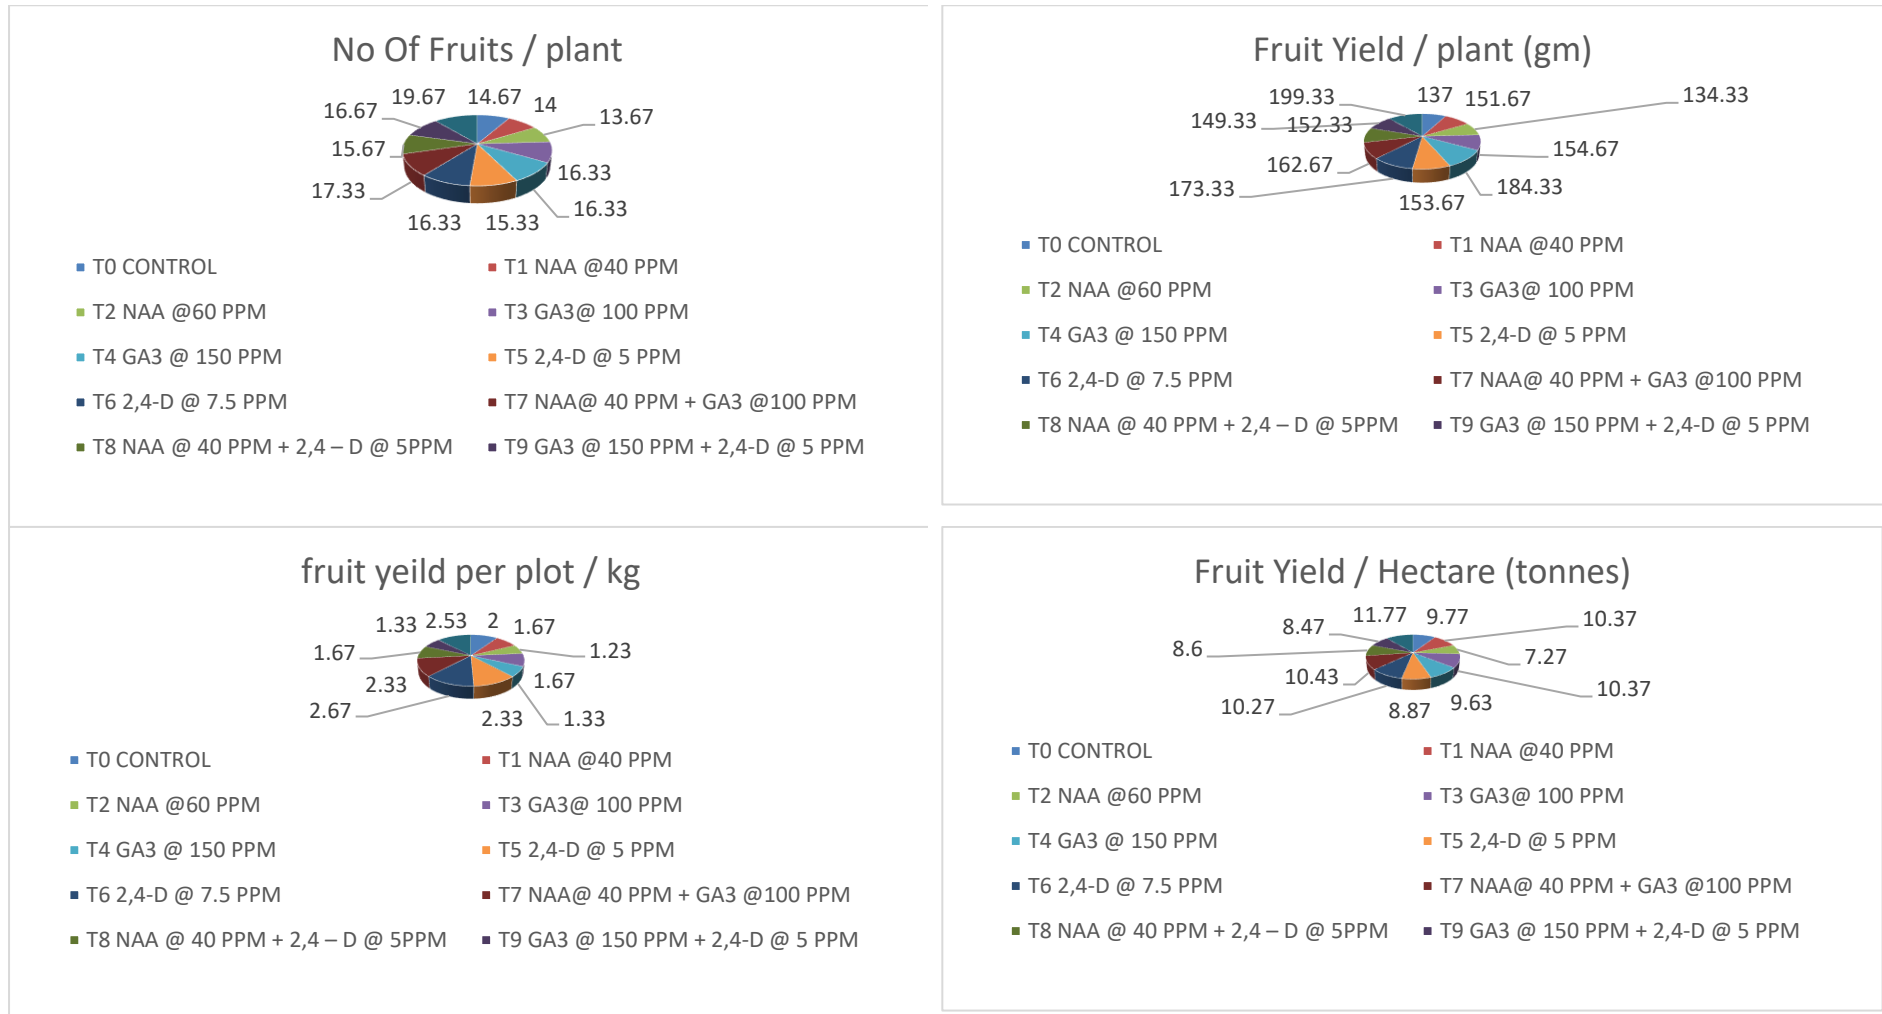 No Of Fruits / plant
19.67 14.67 14
16.67 13.67
15.67
17.33 16.33
16.33 15.33 16.33
T0 CONTROL T1 NAA @40 PPM
T2 NAA @60 PPM T3 GA3@ 100 PPM
T4 GA3 @ 150 PPM T5 2,4-D @ 5 PPM
T6 2,4-D @ 7.5 PPM T7 NAA@ 40 PPM + GA3 @100 PPM
T8 NAA @ 40 PPM + 2,4 – D @ 5PPM T9 GA3 @ 150 PPM + 2,4-D @ 5 PPM
Fruit Yield / plant (gm)
199.33 137 151.67 134.33
149.33 152.33
162.67 154.67
173.33 153.67 184.33
T0 CONTROL T1 NAA @40 PPM
T2 NAA @60 PPM T3 GA3@ 100 PPM
T4 GA3 @ 150 PPM T5 2,4-D @ 5 PPM
T6 2,4-D @ 7.5 PPM T7 NAA@ 40 PPM + GA3 @100 PPM
T8 NAA @ 40 PPM + 2,4 – D @ 5PPM T9 GA3 @ 150 PPM + 2,4-D @ 5 PPM
fruit yeild per plot / kg
1.33 2.53 2 1.67
1.67 1.23
2.33 1.67
2.67 2.33 1.33
T0 CONTROL T1 NAA @40 PPM
T2 NAA @60 PPM T3 GA3@ 100 PPM
T4 GA3 @ 150 PPM T5 2,4-D @ 5 PPM
T6 2,4-D @ 7.5 PPM T7 NAA@ 40 PPM + GA3 @100 PPM
T8 NAA @ 40 PPM + 2,4 – D @ 5PPM T9 GA3 @ 150 PPM + 2,4-D @ 5 PPM
Fruit Yield / Hectare (tonnes)
11.77 9.77 10.37
8.47
8.6 7.27
10.43 10.37
10.27 8.87 9.63
T0 CONTROL T1 NAA @40 PPM
T2 NAA @60 PPM T3 GA3@ 100 PPM
T4 GA3 @ 150 PPM T5 2,4-D @ 5 PPM
T6 2,4-D @ 7.5 PPM T7 NAA@ 40 PPM + GA3 @100 PPM
T8 NAA @ 40 PPM + 2,4 – D @ 5PPM T9 GA3 @ 150 PPM + 2,4-D @ 5 PPM